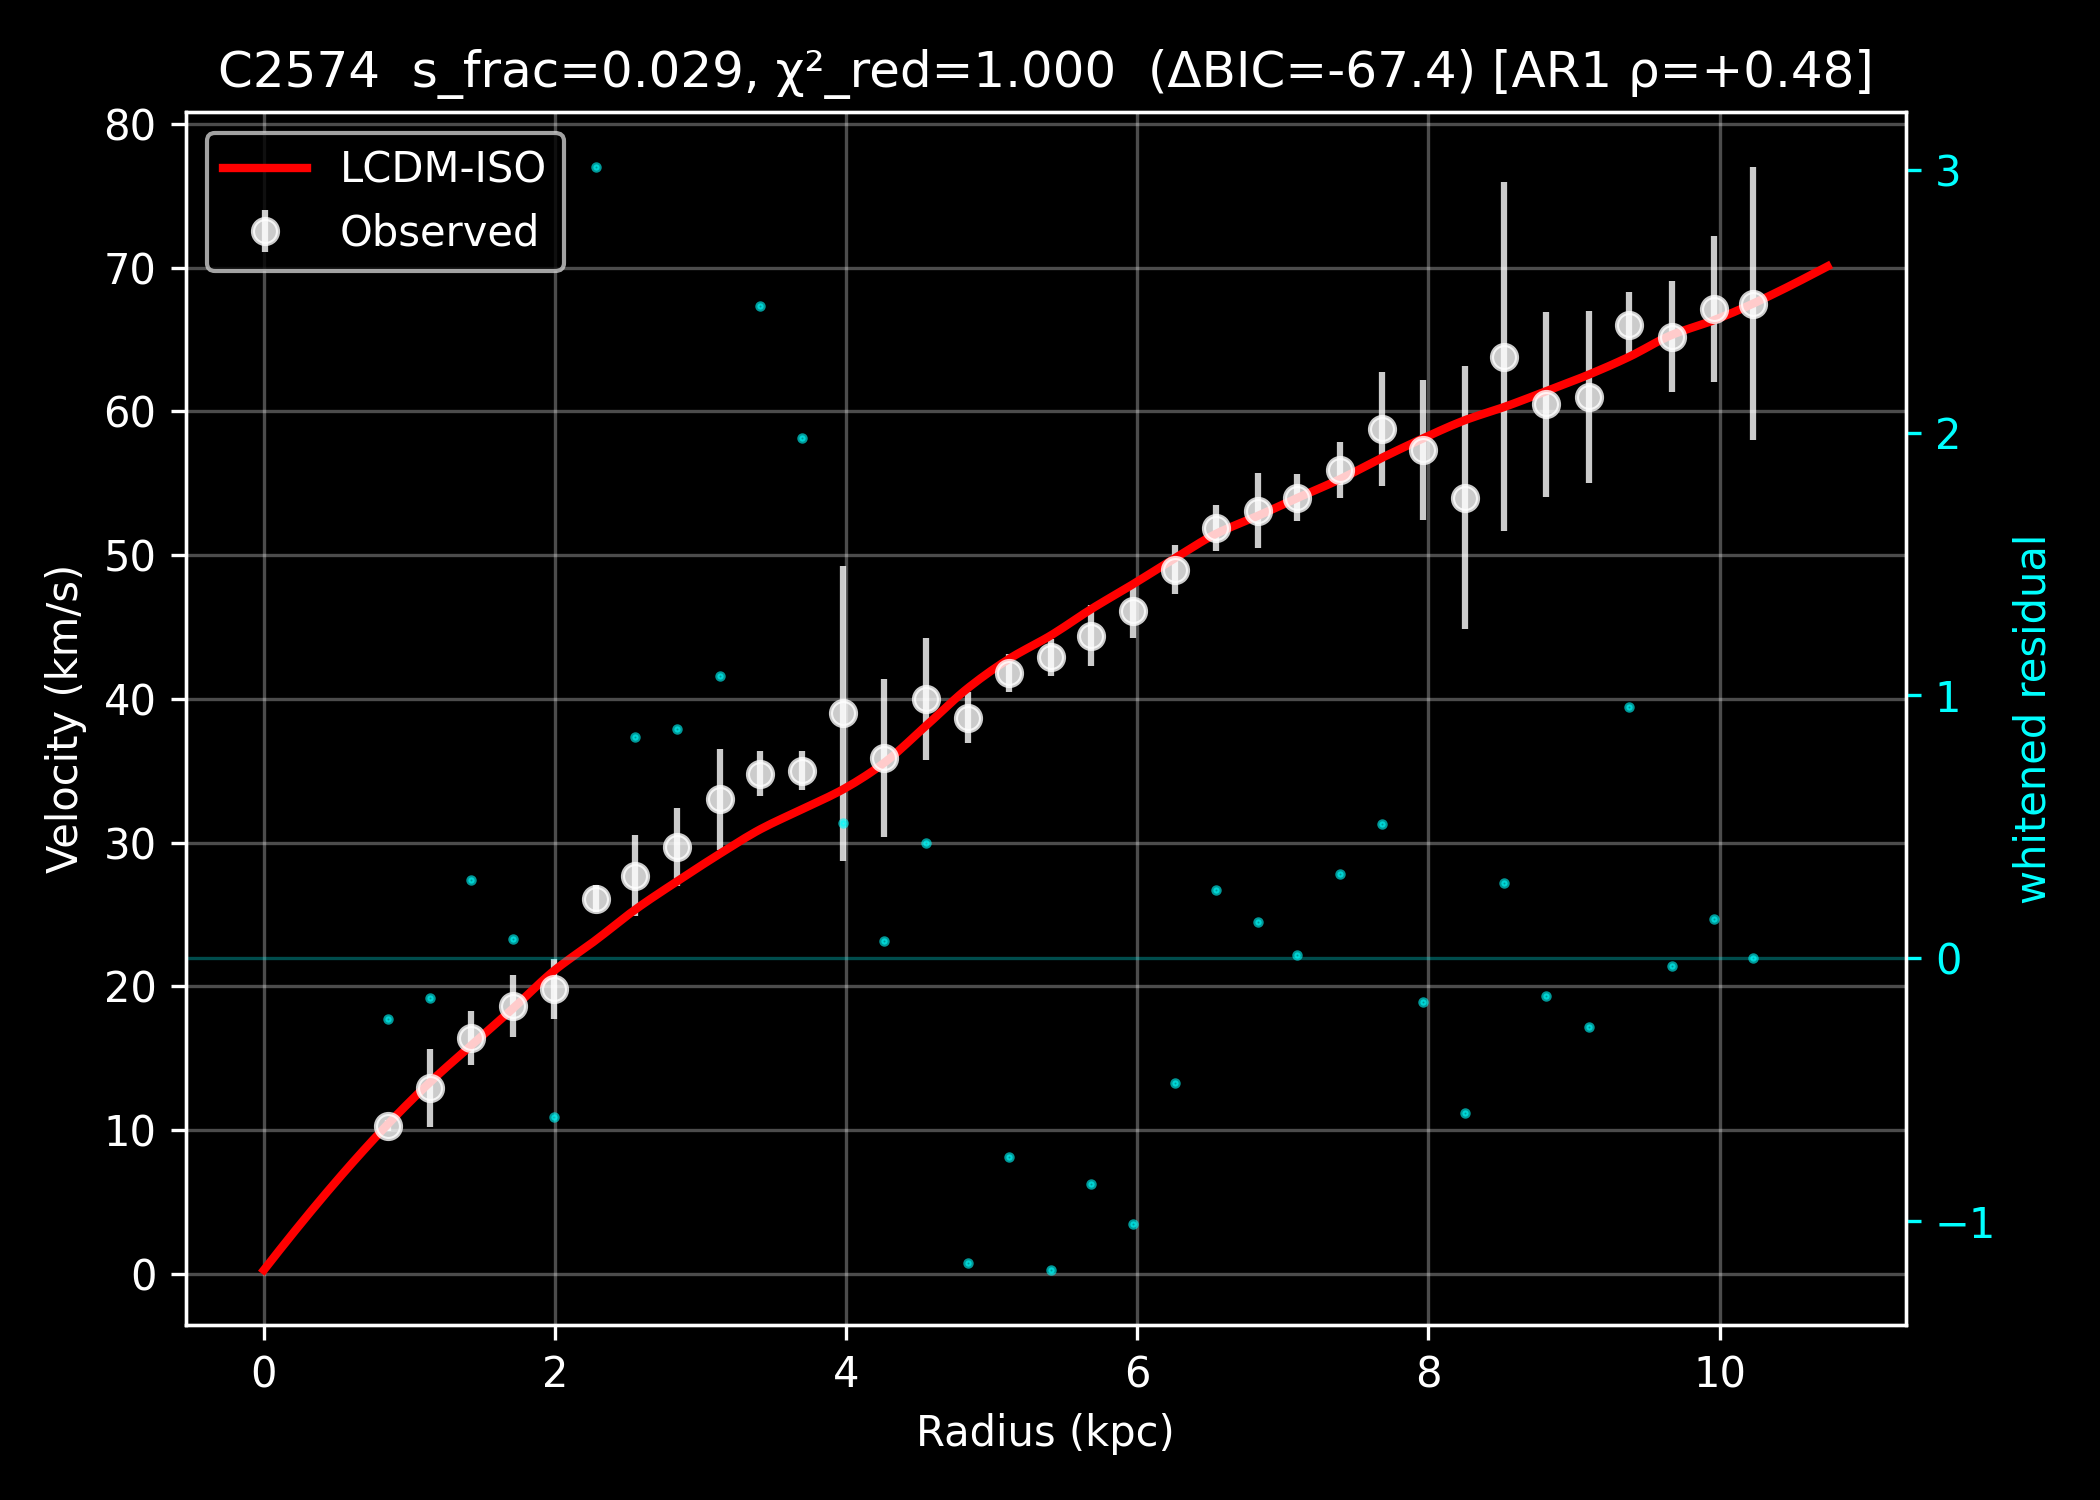 C2574 s_frac=0.029, χ²_red=1.000 (ΔBIC=-67.4) [AR1 ρ=+0.48]
LCDM-ISO
Observed
80
70
60
50
40
30
20
10
0
Velocity (km/s)
3
2
1
0
−1
whitened residual
0 2 4 6 8 10
Radius (kpc)